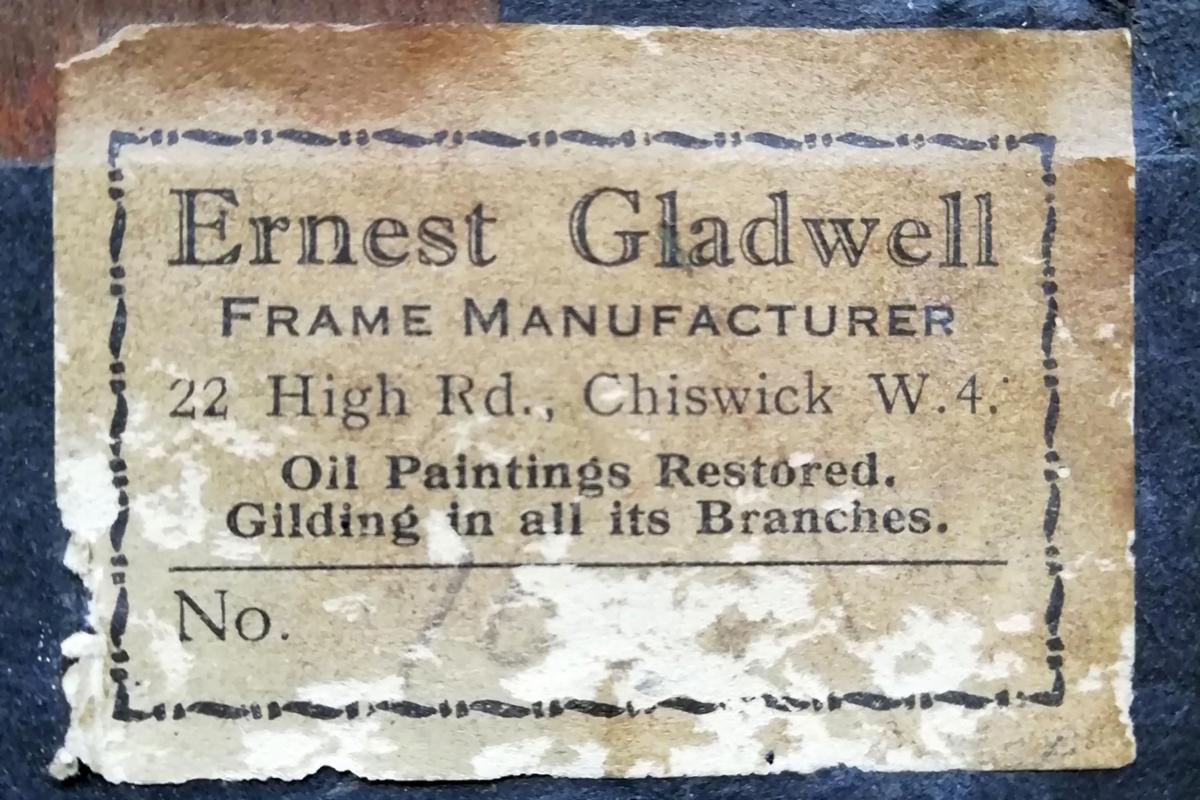 Ernest Gladwell
FRAME MANUFACTURER
22 High Rd., Chiswick W.4.
Oil Paintings Restored.
Gilding in all its Branches.
No.